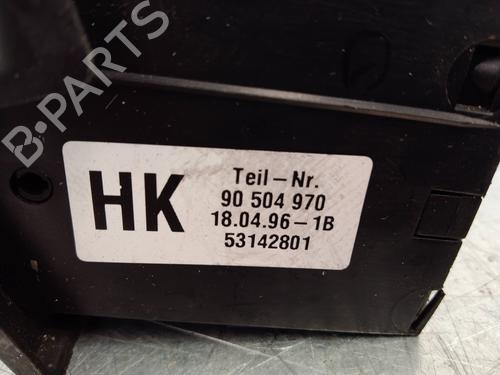 HK
Teil-Nr.
90 504 970
18.04.96-1B
53142801
B-PARTS